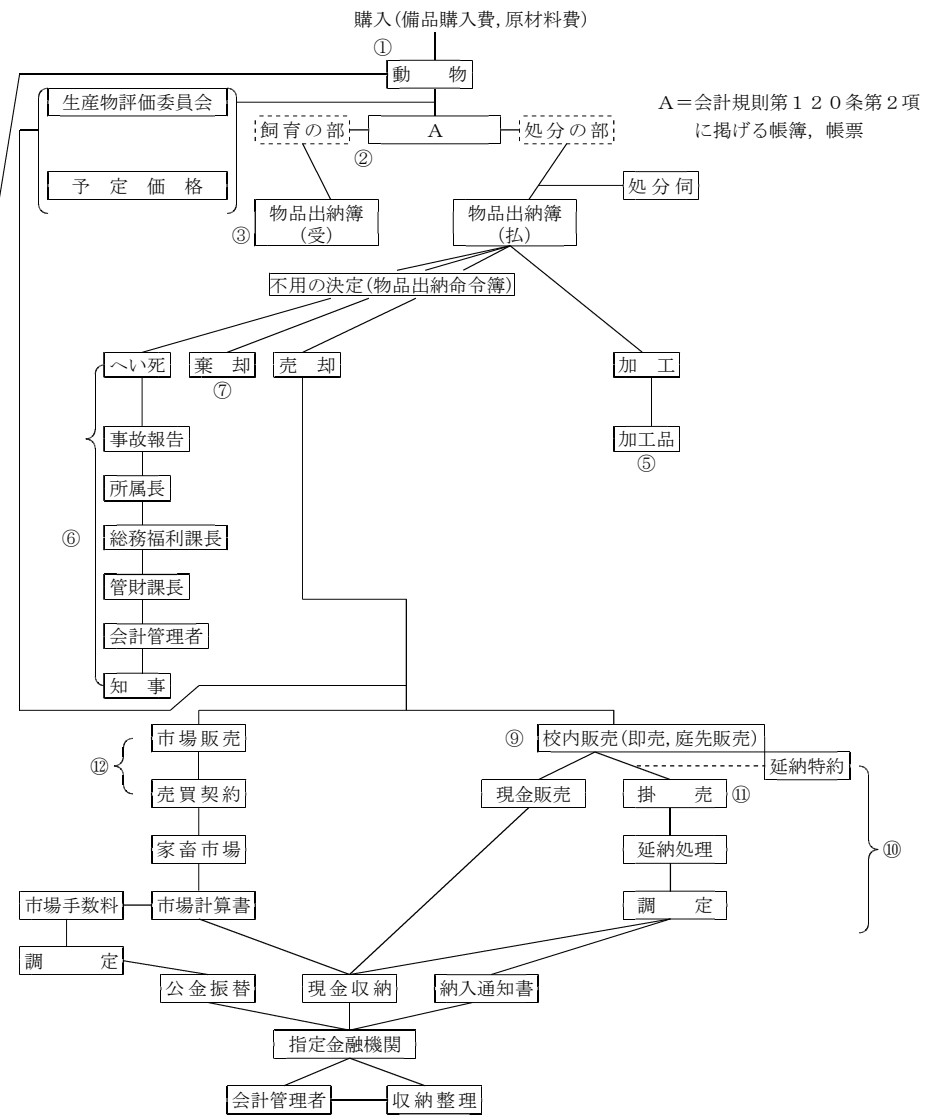 購入(備品購入費,原材料費)
①
動物
生産物評価委員会
予定価格
飼育の部
A
処分の部
②
A＝会計規則第120条第2項
に掲げる帳簿，帳票
処分伺
③
物品出納簿
(受)
物品出納簿
(払)
不用の決定(物品出納命令簿)
へい死
棄却
売却
加工
⑦
事故報告
加工品
⑤
所属長
⑥
総務福利課長
管財課長
会計管理者
知事
市場販売
⑨
校内販売(即売,庭先販売)
⑫
延納特約
売買契約
現金販売
掛売
⑪
家畜市場
延納処理
⑩
市場手数料
市場計算書
調定
調定
公金振替
現金収納
納入通知書
指定金融機関
会計管理者
収納整理